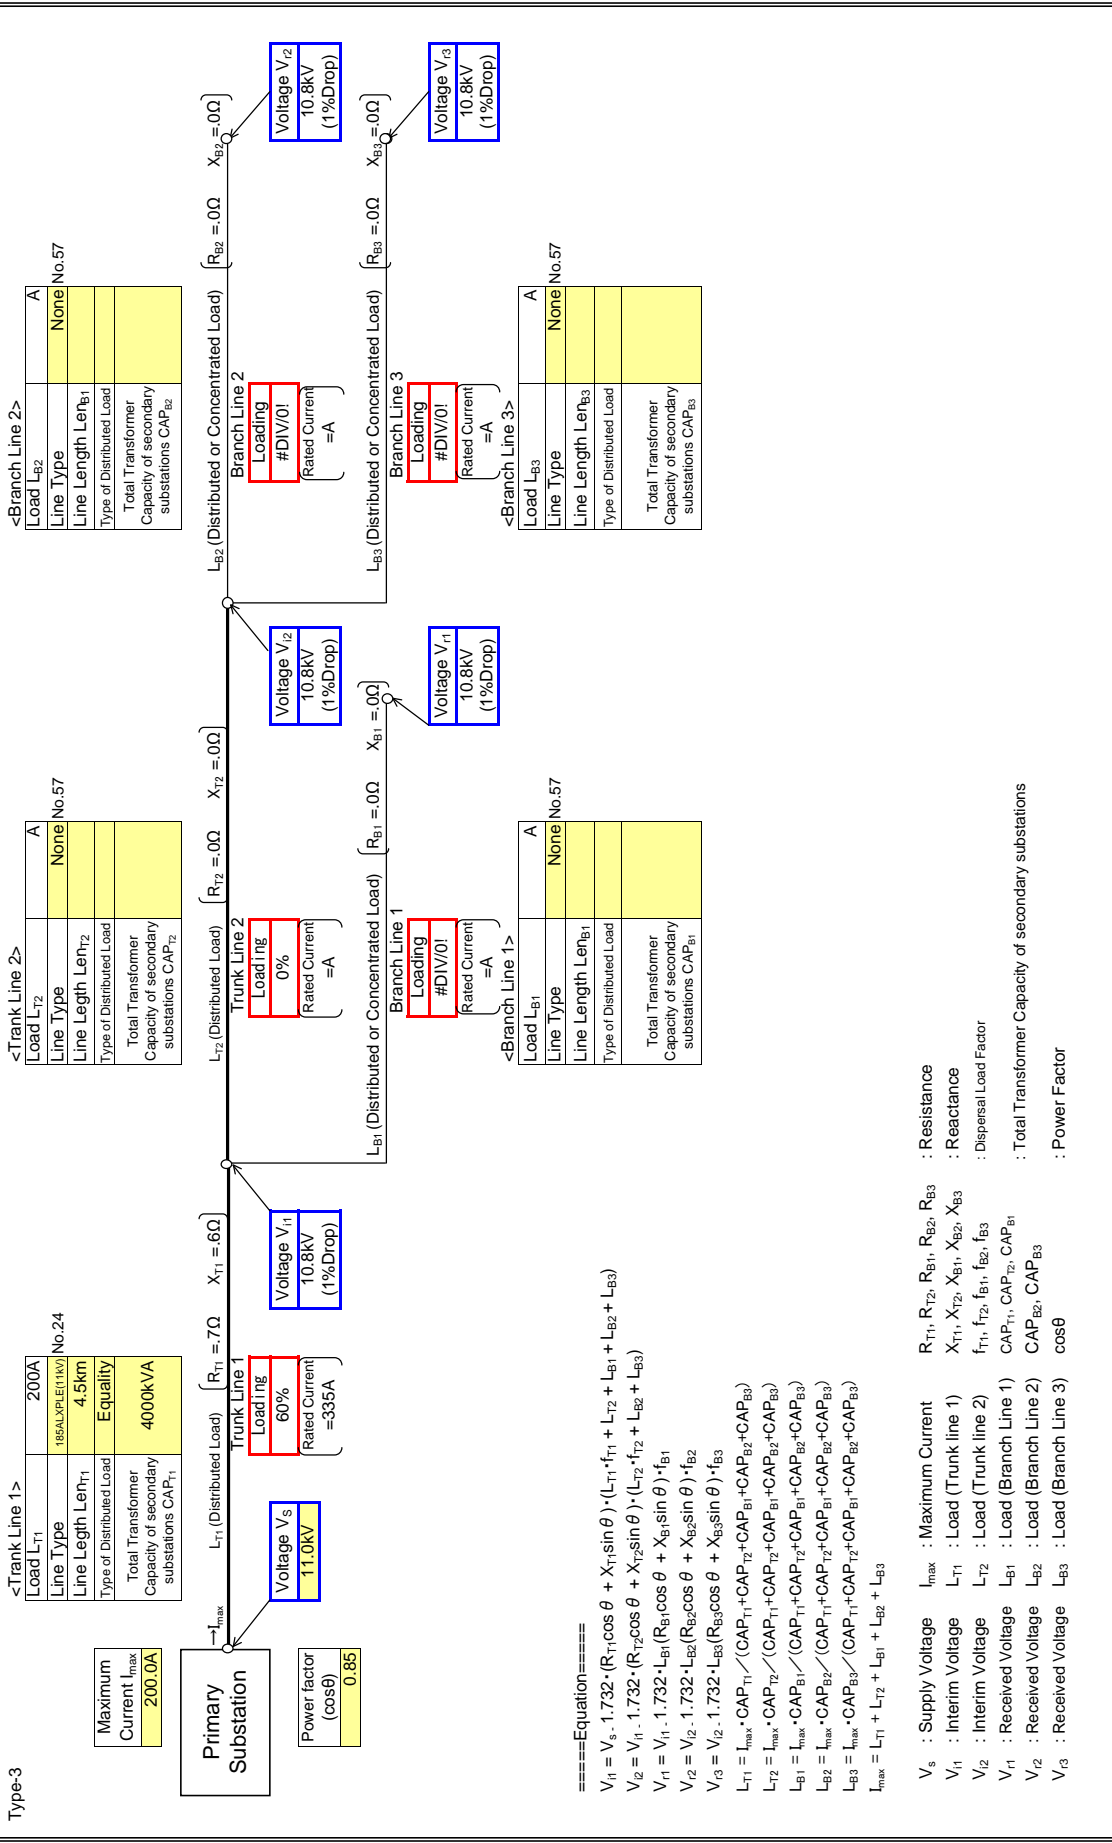 Type-3
Maximum
Current Imax
200.0A
Primary
Substation
Power factor
(cosθ)
0.85
→Imax
Voltage VS
11.0kV
<Trank Line 1>
Load LT1 200A
Line Type 185ALXPLE(11kV) No.24
Line Legth LenT1 4.5km
Type of Distributed Load Equality
Total Transformer
Capacity of secondary
substations CAPT1
4000kVA
LT1 (Distributed Load) (RT1 =.7Ω XT1 =.6Ω)
Trunk Line 1
Loading
60%
(Rated Current
=335A)
Voltage Vi1
10.8kV
(1%Drop)
<Trank Line 2>
Load LT2 A
Line Type None No.57
Line Length LenT2
Type of Distributed Load
Total Transformer
Capacity of secondary
substations CAPT2
LT2 (Distributed Load) (RT2 =.0Ω XT2 =.0Ω)
Trunk Line 2
Loading
0%
(Rated Current
=A)
Voltage Vi2
10.8kV
(1%Drop)
LB1 (Distributed or Concentrated Load) (RB1 =.0Ω XB1 =.0Ω)
Branch Line 1
Loading
#DIV/0!
(Rated Current
=A)
Voltage Vr1
10.8kV
(1%Drop)
<Branch Line 1>
Load LB1 A
Line Type None No.57
Line Length LenB1
Type of Distributed Load
Total Transformer
Capacity of secondary
substations CAPB1
<Branch Line 2>
Load LB2 A
Line Type None No.57
Line Length LenB1
Type of Distributed Load
Total Transformer
Capacity of secondary
substations CAPB2
LB2 (Distributed or Concentrated Load) (RB2 =.0Ω XB2 =.0Ω)
Branch Line 2
Loading
#DIV/0!
(Rated Current
=A)
Voltage Vr2
10.8kV
(1%Drop)
LB3 (Distributed or Concentrated Load) (RB3 =.0Ω XB3 =.0Ω)
Branch Line 3
Loading
#DIV/0!
(Rated Current
=A)
Voltage Vr3
10.8kV
(1%Drop)
<Branch Line 3>
Load LB3 A
Line Type None No.57
Line Length LenB3
Type of Distributed Load
Total Transformer
Capacity of secondary
substations CAPB3
=====Equation=====
Vi1 = Vs - 1.732･(RT1cos θ + XT1sin θ)･(LT1･fT1 + LT2 + LB1 + LB2 + LB3)
Vi2 = Vi1 - 1.732･(RT2cos θ + XT2sin θ)･(LT2･fT2 + LB2 + LB3)
Vr1 = Vi1 - 1.732･LB1(RB1cos θ + XB1sin θ)･fB1
Vr2 = Vi2 - 1.732･LB2(RB2cos θ + XB2sin θ)･fB2
Vr3 = Vi2 - 1.732･LB3(RB3cos θ + XB3sin θ)･fB3
LT1 = Imax･CAPT1／(CAPT1+CAPT2+CAPB1+CAPB2+CAPB3)
LT2 = Imax･CAPT2／(CAPT1+CAPT2+CAPB1+CAPB2+CAPB3)
LB1 = Imax･CAPB1／(CAPT1+CAPT2+CAPB1+CAPB2+CAPB3)
LB2 = Imax･CAPB2／(CAPT1+CAPT2+CAPB1+CAPB2+CAPB3)
LB3 = Imax･CAPB3／(CAPT1+CAPT2+CAPB1+CAPB2+CAPB3)
Imax = LT1 + LT2 + LB1 + LB2 + LB3
Vs : Supply Voltage Imax : Maximum Current RT1, RT2, RB1, RB2, RB3 : Resistance
Vi1 : Interim Voltage LT1 : Load (Trunk line 1) XT1, XT2, XB1, XB2, XB3 : Reactance
Vi2 : Interim Voltage LT2 : Load (Trunk line 2) fT1, fT2, fB1, fB2, fB3 : Dispersal Load Factor
Vr1 : Received Voltage LB1 : Load (Branch Line 1) CAPT1, CAPT2, CAPB1
Vr2 : Received Voltage LB2 : Load (Branch Line 2) CAPB2, CAPB3 : Total Transformer Capacity of secondary substations
Vr3 : Received Voltage LB3 : Load (Branch Line 3) cosθ : Power Factor